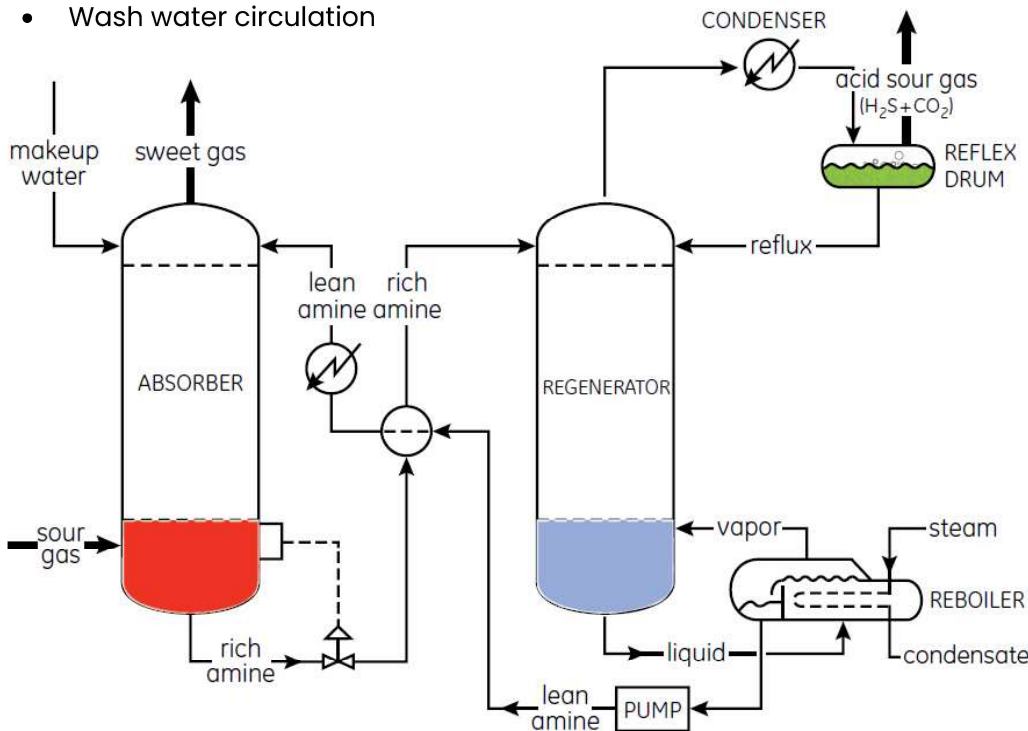 • Wash water circulation
CONDENSER
acid sour gas
(H₂S+CO₂)
makeup
water
sweet gas
REFLEX
DRUM
reflux
lean
amine
rich
amine
ABSORBER
REGENERATOR
sour
gas
vapor
steam
REBOILER
rich
amine
liquid
condensate
lean
amine
PUMP